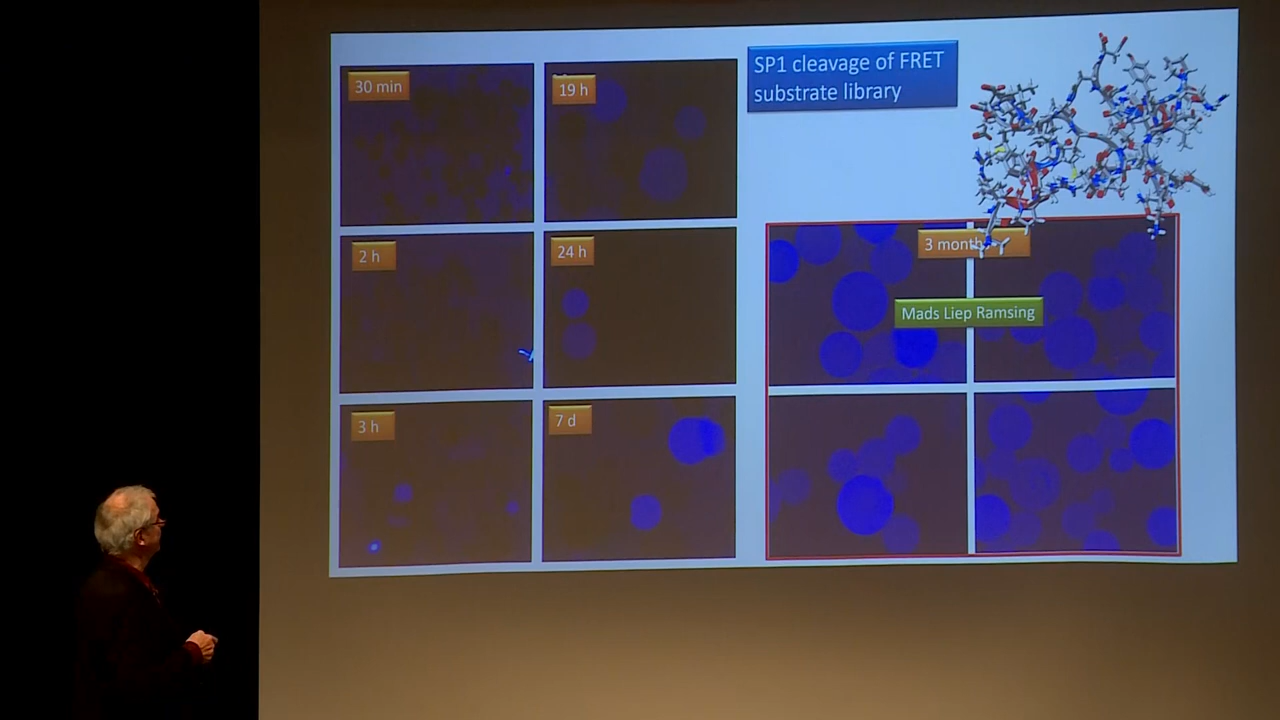 30 min
19 h
SP1 cleavage of FRET
substrate library
2 h
24 h
3 month
Mads Liep Ramsing
3 h
7 d